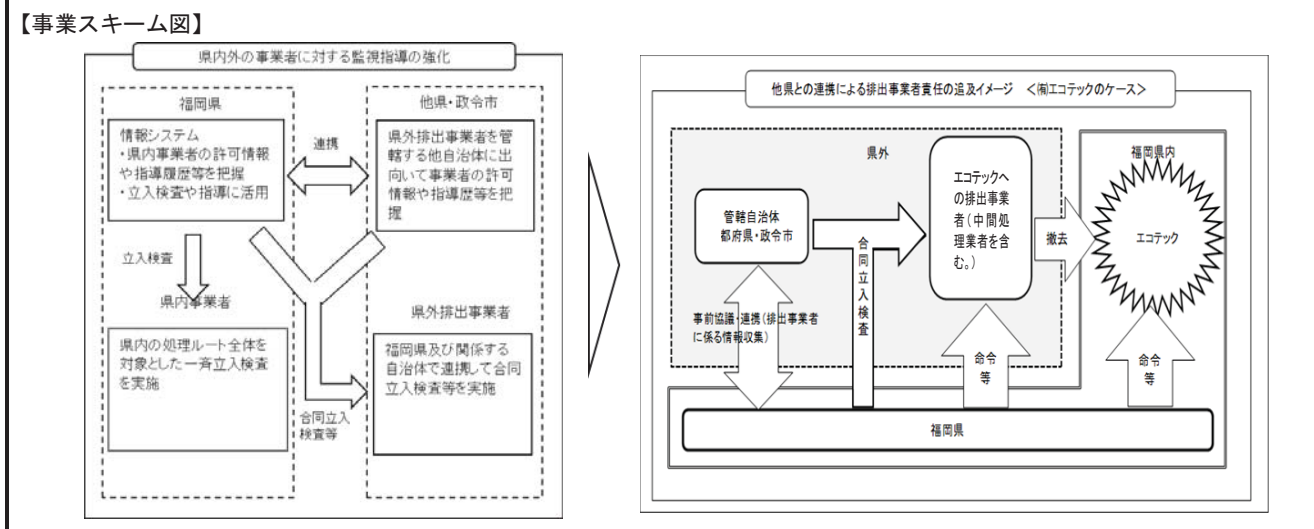 【事業スキーム図】
県内外の事業者に対する監視指導の強化
福岡県
情報システム
・県内事業者の許可情報
や指導履歴等を把握
・立入検査や指導に活用
連携
他県・政令市
県外排出事業者を管
轄する他自治体に出
向いて事業者の許可
情報や指導歴等を把
握
立入検査
県内事業者
県内の処理ルート全体を
対象とした一斉立入検査
を実施
県外排出事業者
福岡県及び関係する
自治体で連携して合同
立入検査等を実施
合同立入
検査等
他県との連携による排出事業者責任の追及イメージ <㈲エコテックのケース>
県外
管轄自治体
都府県・政令市
合同立入検査
エコテックへ
の排出事業
者(中間処
理業者を含
む。)
撤去
福岡県内
エコテック
事前協議・連携(排出事業者
に係る情報収集)
命令
等
命令
等
福岡県